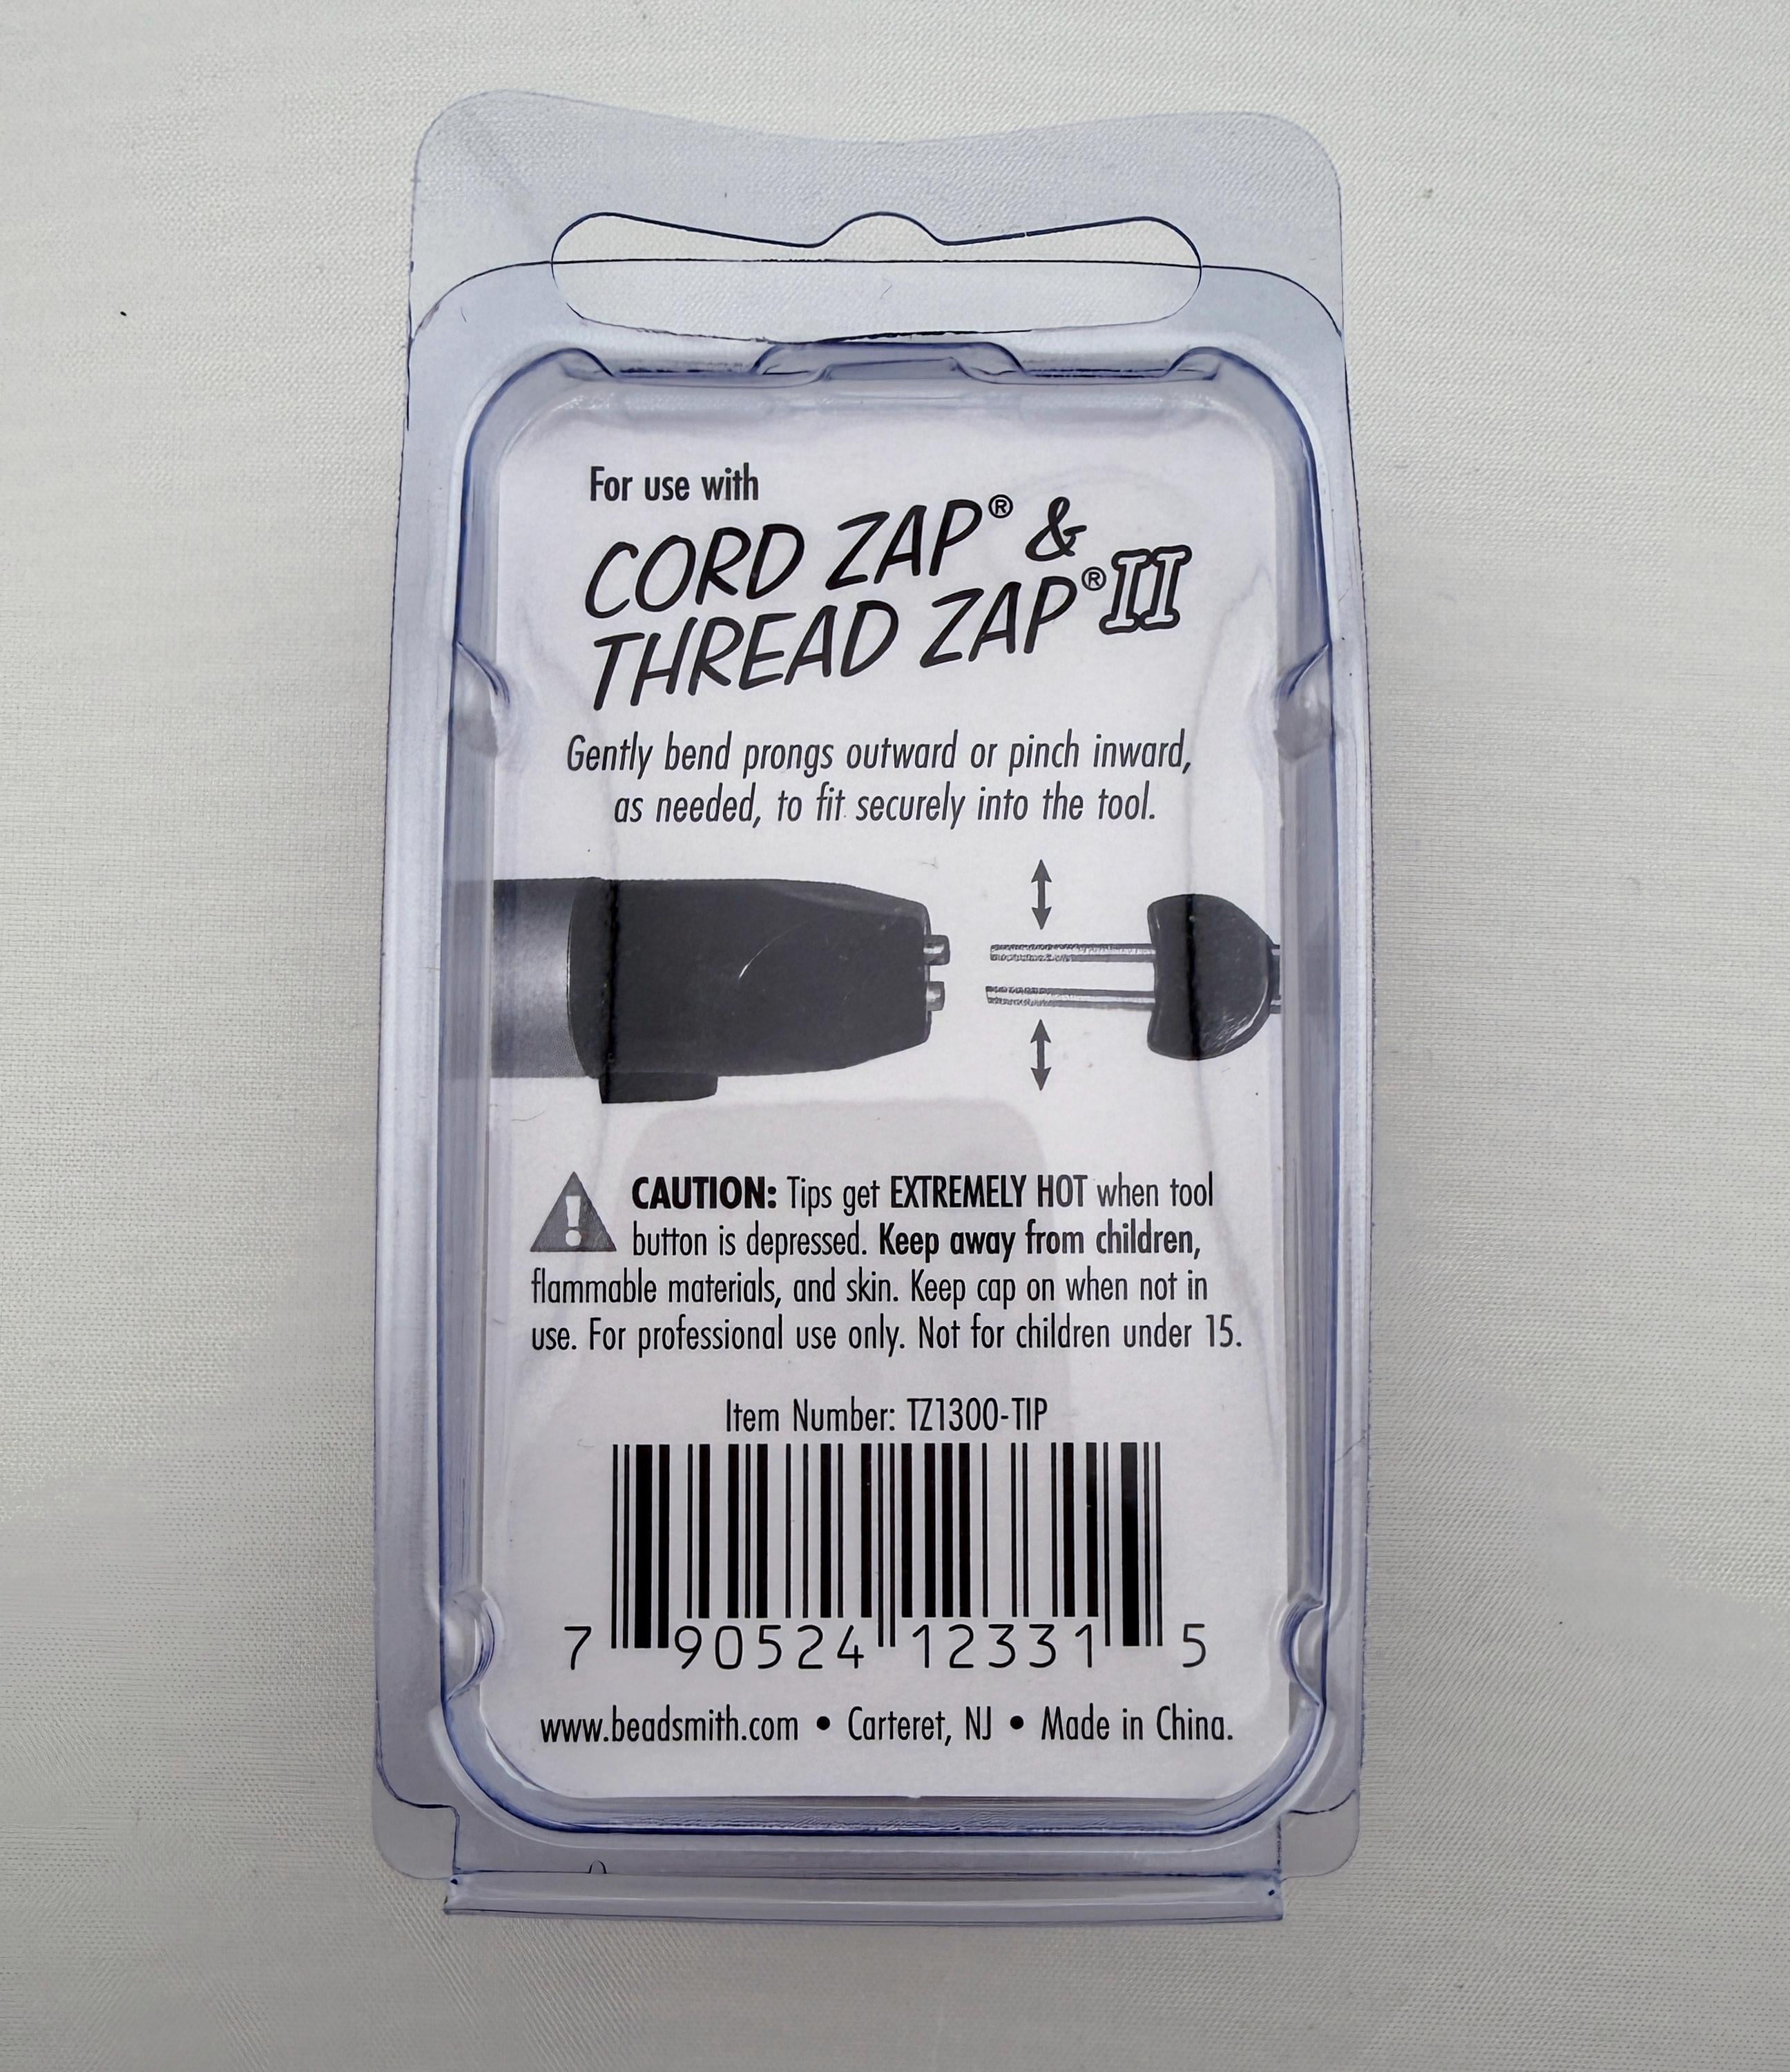 For use with
CORD ZAP® &
THREAD ZAP® II
Gently bend prongs outward or pinch inward,
as needed, to fit securely into the tool.
CAUTION: Tips get EXTREMELY HOT when tool
button is depressed. Keep away from children,
flammable materials, and skin. Keep cap on when not in
use. For professional use only. Not for children under 15.
Item Number: TZ1300-TIP
7 90524 12331 5
www.beadsmith.com • Carteret, NJ • Made in China.